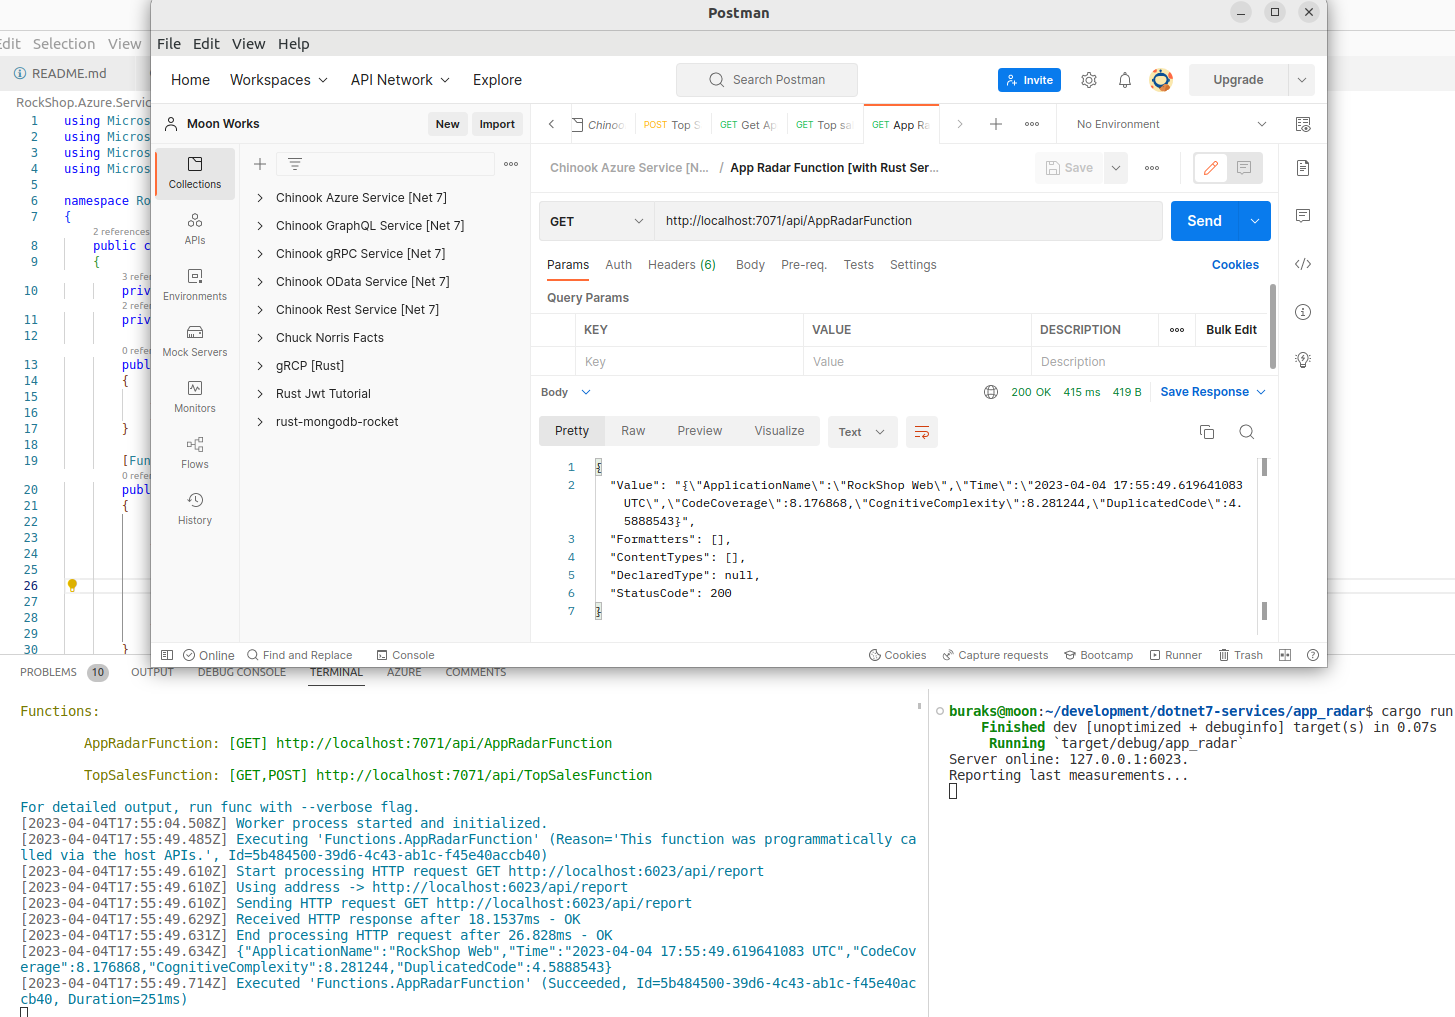 Postman
Edit Selection View
File Edit View Help
README.md
Home Workspaces API Network Explore
Search Postman
Invite
Upgrade
RockShop.Azure.Servic
Moon Works
New Import
Chinoo
POST Top S
GET Get Ap
GET Top sa
GET App Ra
No Environment
1 using Micros
2 using Micros
3 using Micros
4 using Micros
5
6 namespace Ro
7 {
2 references
8 public c
9 {
3 refer
10 priv
2 refer
11 priv
12
0 refer
13 publ
14 {
15
16
17 }
18
19 [Fun
0 refer
20 publ
21 {
22
23
24
25
26
27
28
29
30 }
Collections
APIs
Environments
Mock Servers
Monitors
Flows
History
Chinook Azure Service [Net 7]
Chinook GraphQL Service [Net 7]
Chinook gRPC Service [Net 7]
Chinook OData Service [Net 7]
Chinook Rest Service [Net 7]
Chuck Norris Facts
gRCP [Rust]
Rust Jwt Tutorial
rust-mongodb-rocket
Chinook Azure Service [N... / App Radar Function [with Rust Ser...
Save
GET http://localhost:7071/api/AppRadarFunction
Send
Params Auth Headers (6) Body Pre-req. Tests Settings
Cookies
Query Params
KEY VALUE DESCRIPTION Bulk Edit
Key Value Description
Body 200 OK 415 ms 419 B Save Response
Pretty Raw Preview Visualize Text
1 {
2 "Value": "{\"ApplicationName\":\"RockShop Web\",\"Time\":\"2023-04-04 17:55:49.619641083
UTC\",\"CodeCoverage\":8.176868,\"CognitiveComplexity\":8.281244,\"DuplicatedCode\":4.
5888543}",
3 "Formatters": [],
4 "ContentTypes": [],
5 "DeclaredType": null,
6 "StatusCode": 200
7 }
Online Find and Replace Console
Cookies Capture requests Bootcamp Runner Trash
PROBLEMS 10 OUTPUT DEBUG CONSOLE TERMINAL AZURE COMMENTS
Functions:
AppRadarFunction: [GET] http://localhost:7071/api/AppRadarFunction
TopSalesFunction: [GET,POST] http://localhost:7071/api/TopSalesFunction
For detailed output, run func with --verbose flag.
[2023-04-04T17:55:04.508Z] Worker process started and initialized.
[2023-04-04T17:55:49.485Z] Executing 'Functions.AppRadarFunction' (Reason='This function was programmatically ca
lled via the host APIs.', Id=5b484500-39d6-4c43-ab1c-f45e40accb40)
[2023-04-04T17:55:49.610Z] Start processing HTTP request GET http://localhost:6023/api/report
[2023-04-04T17:55:49.610Z] Using address -> http://localhost:6023/api/report
[2023-04-04T17:55:49.610Z] Sending HTTP request GET http://localhost:6023/api/report
[2023-04-04T17:55:49.629Z] Received HTTP response after 18.1537ms - OK
[2023-04-04T17:55:49.631Z] End processing HTTP request after 26.828ms - OK
[2023-04-04T17:55:49.634Z] {"ApplicationName":"RockShop Web","Time":"2023-04-04 17:55:49.619641083 UTC","CodeCov
erage":8.176868,"CognitiveComplexity":8.281244,"DuplicatedCode":4.5888543}
[2023-04-04T17:55:49.714Z] Executed 'Functions.AppRadarFunction' (Succeeded, Id=5b484500-39d6-4c43-ab1c-f45e40ac
cb40, Duration=251ms)
buraks@moon:~/development/dotnet7-services/app_radar$ cargo run
Finished dev [unoptimized + debuginfo] target(s) in 0.07s
Running `target/debug/app_radar`
Server online: 127.0.0.1:6023.
Reporting last measurements...